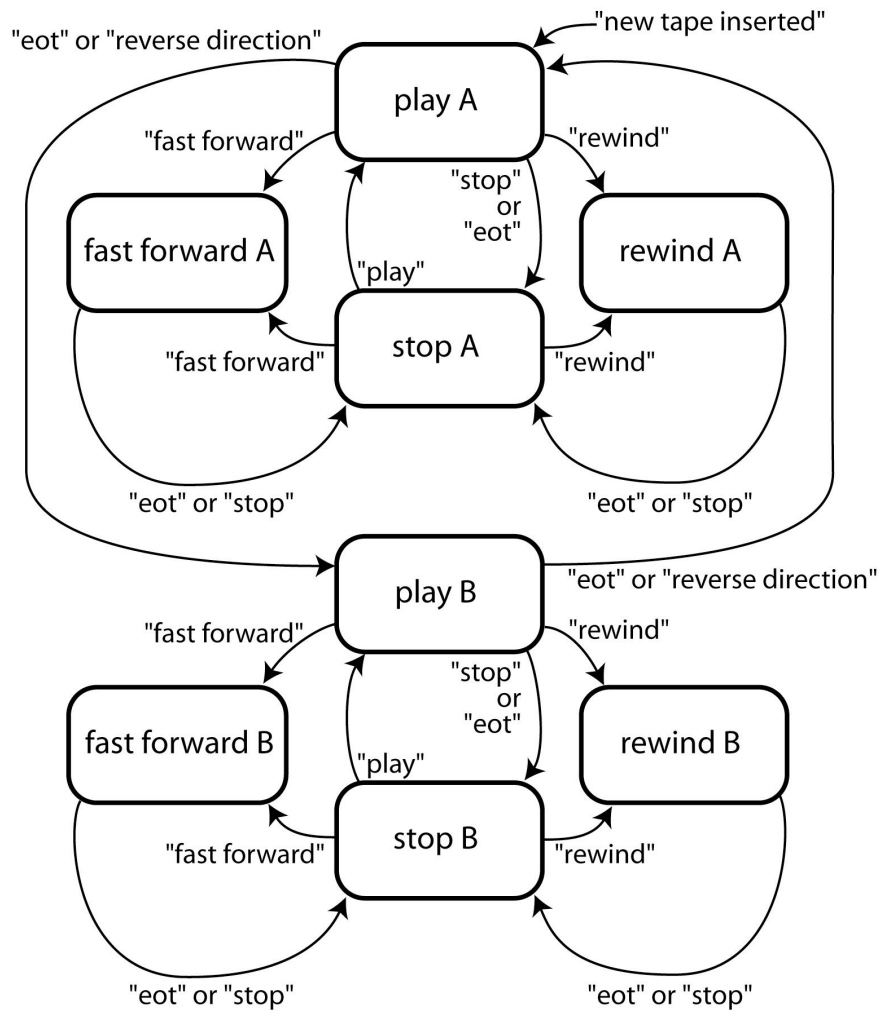 "new tape inserted"
"eot" or "reverse direction"
play A
"fast forward"
"rewind"
"stop"
or
"eot"
fast forward A
rewind A
"play"
stop A
"fast forward"
"rewind"
"eot" or "stop"
"eot" or "stop"
play B
"eot" or "reverse direction"
"fast forward"
"rewind"
"stop"
or
"eot"
fast forward B
rewind B
"play"
stop B
"fast forward"
"rewind"
"eot" or "stop"
"eot" or "stop"